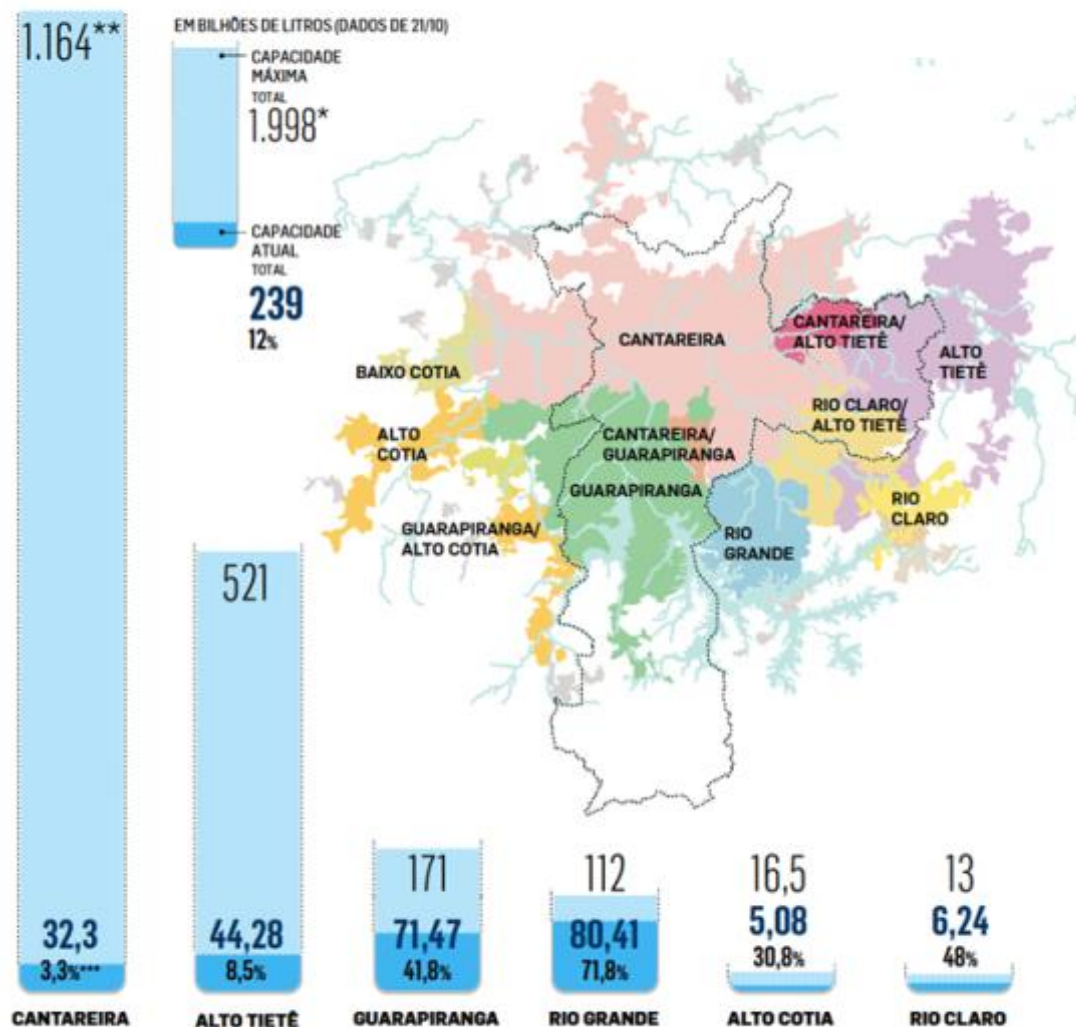 1.164**
EM BILHÕES DE LITROS (DADOS DE 21/10)
CAPACIDADE
MÁXIMA
TOTAL
1.998*
CAPACIDADE
ATUAL
TOTAL
239
12%
CANTAREIRA
CANTAREIRA/
ALTO TIETÊ
ALTO
TIETÊ
BAIXO COTIA
RIO CLARO/
ALTO TIETÊ
ALTO
COTIA
CANTAREIRA/
GUARAPIRANGA
GUARAPIRANGA
RIO
CLARO
GUARAPIRANGA/
ALTO COTIA
RIO
GRANDE
521
171
112
16,5
13
32,3
3,3%***
44,28
8,5%
71,47
41,8%
80,41
71,8%
5,08
30,8%
6,24
48%
CANTAREIRA
ALTO TIETÊ
GUARAPIRANGA
RIO GRANDE
ALTO COTIA
RIO CLARO